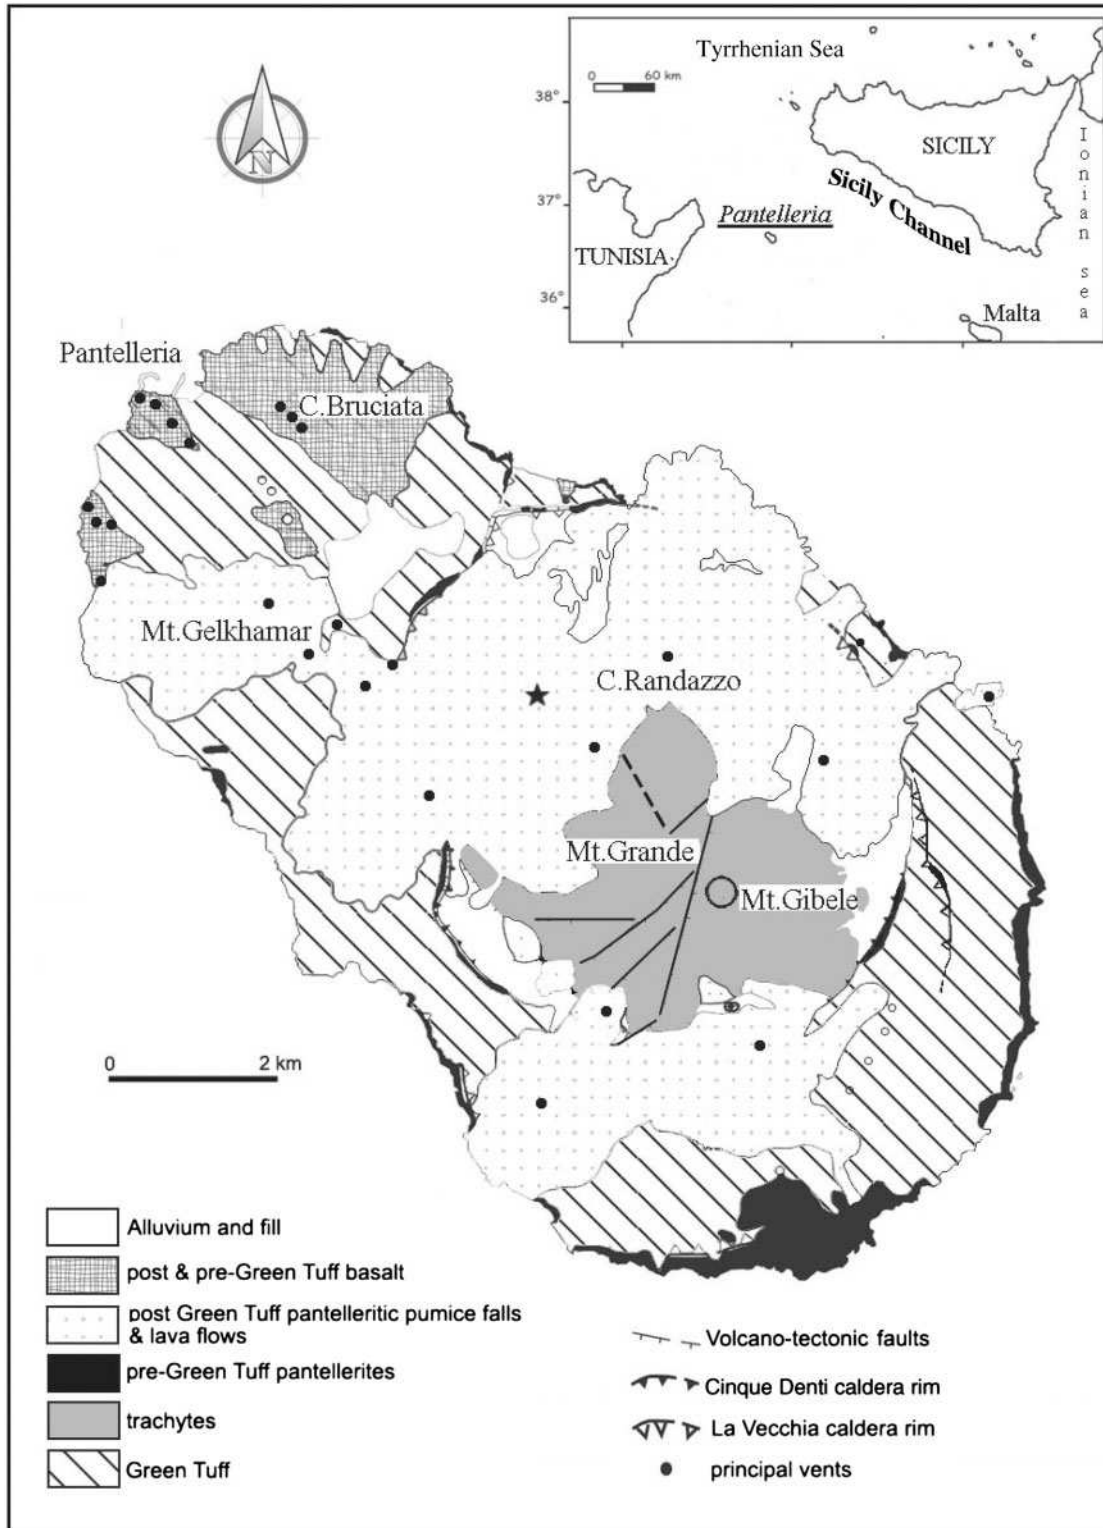 Tyrrhenian Sea
0 60 km
38°
SICILY
Ionian sea
Sicily Channel
37°
Pantelleria
TUNISIA
36°
Malta
N
Pantelleria
C.Bruciata
Mt.Gelkhamar
C.Randazzo
Mt.Grande
Mt.Gibele
0 2 km
Alluvium and fill
post & pre-Green Tuff basalt
post Green Tuff pantelleritic pumice falls
& lava flows
pre-Green Tuff pantellerites
trachytes
Green Tuff
Volcano-tectonic faults
Cinque Denti caldera rim
La Vecchia caldera rim
principal vents